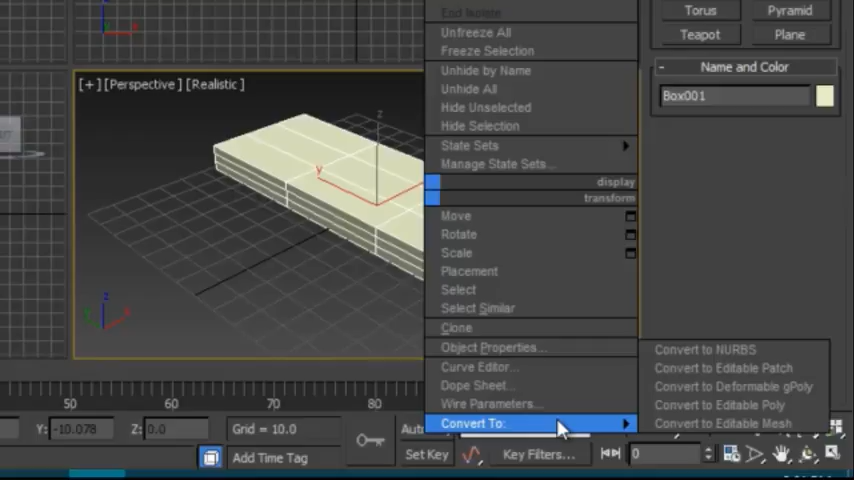 End Isolate
Unfreeze All
Freeze Selection
Unhide by Name
Unhide All
Hide Unselected
Hide Selection
State Sets
Manage State Sets...
display
transform
Move
Rotate
Scale
Placement
Select
Select Similar
Clone
Object Properties...
Curve Editor...
Dope Sheet...
Wire Parameters...
Convert To:
Convert to NURBS
Convert to Editable Patch
Convert to Deformable gPoly
Convert to Editable Poly
Convert to Editable Mesh
Torus
Pyramid
Teapot
Plane
- Name and Color
Box001
[+] [Perspective] [Realistic]
z
y
z
y
x
50
60
70
80
Y: -10.078
Z: 0.0
Grid = 10.0
Add Time Tag
Set Key
Key Filters...
0